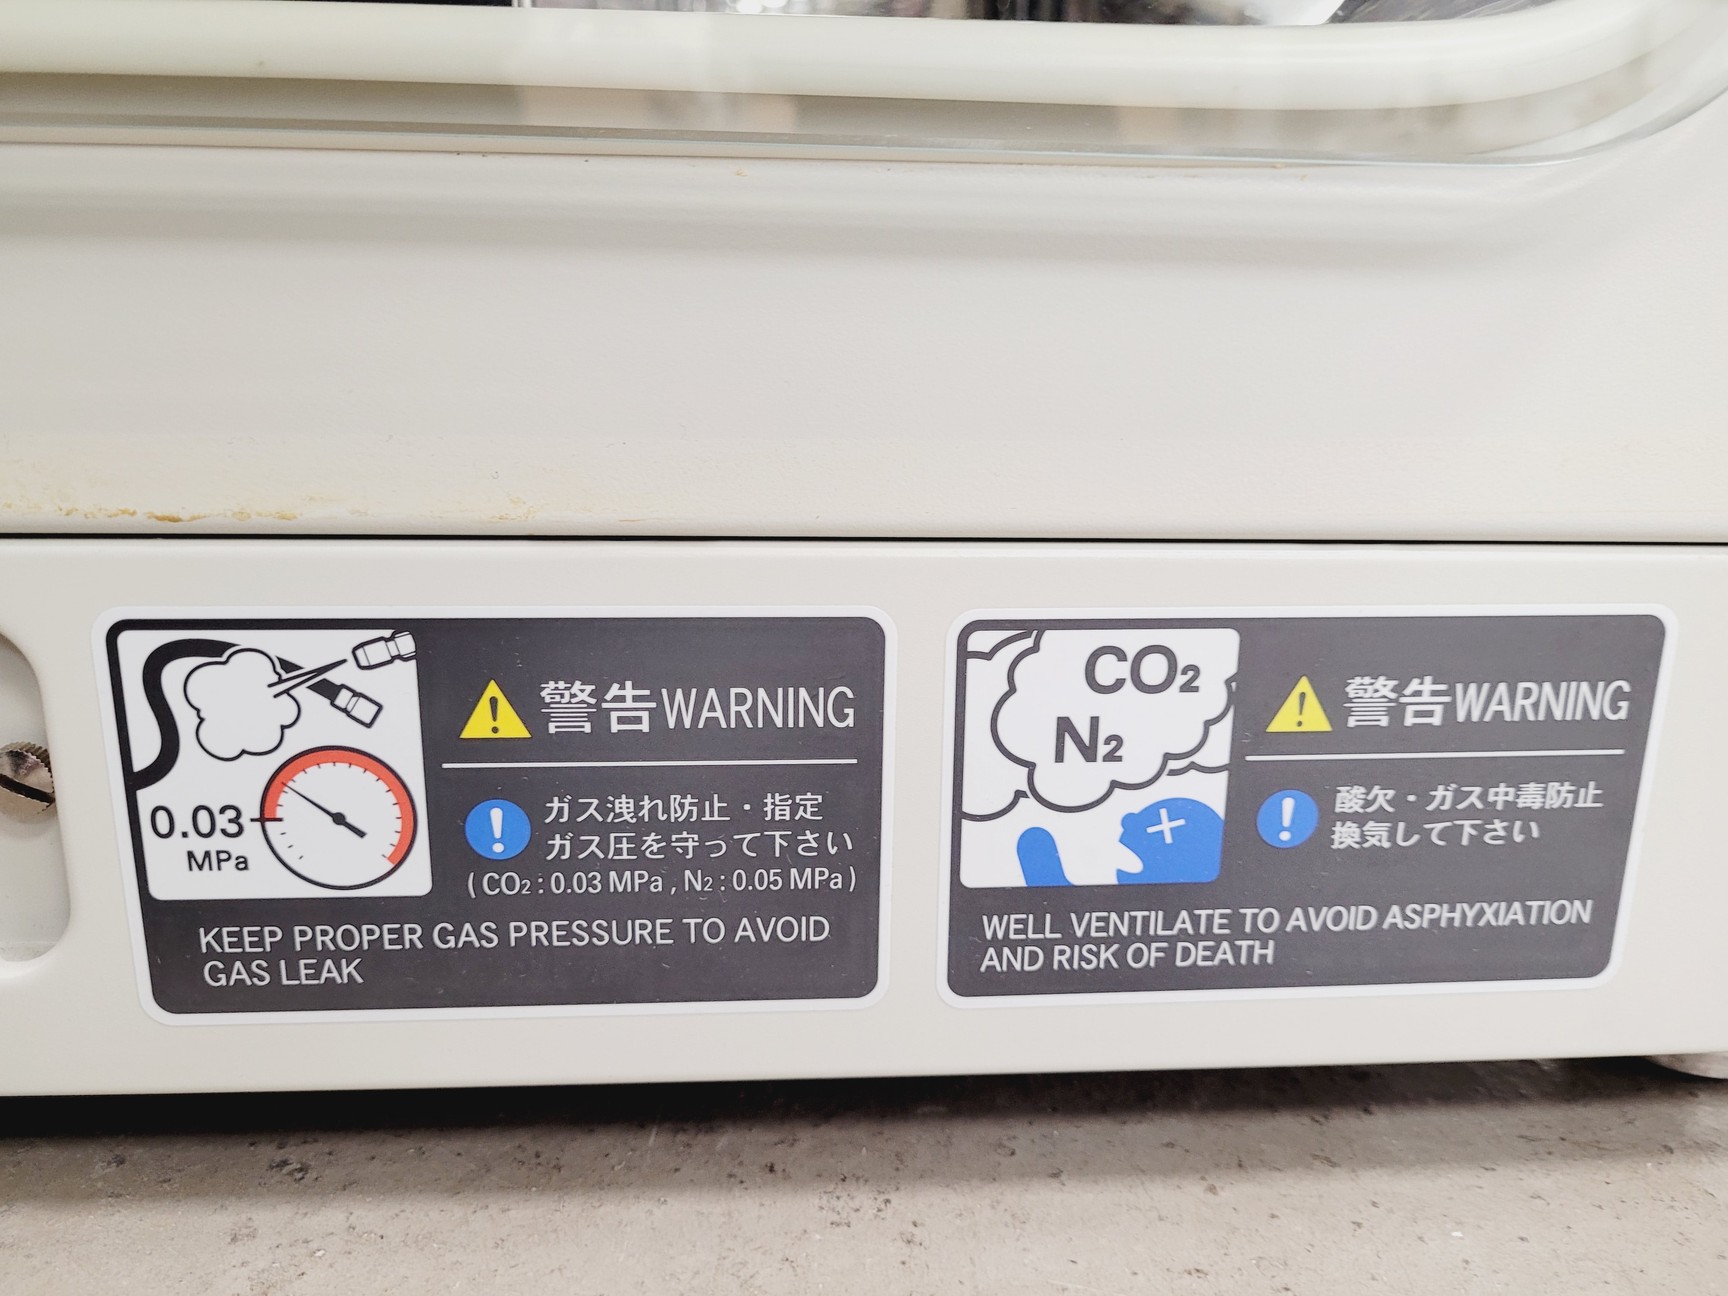 0.03
MPa
警告WARNING
ガス洩れ防止・指定
ガス圧を守って下さい
(CO2:0.03 MPa, N2:0.05 MPa)
KEEP PROPER GAS PRESSURE TO AVOID
GAS LEAK
CO2
N2
警告WARNING
酸欠・ガス中毒防止
換気して下さい
WELL VENTILATE TO AVOID ASPHYXIATION
AND RISK OF DEATH